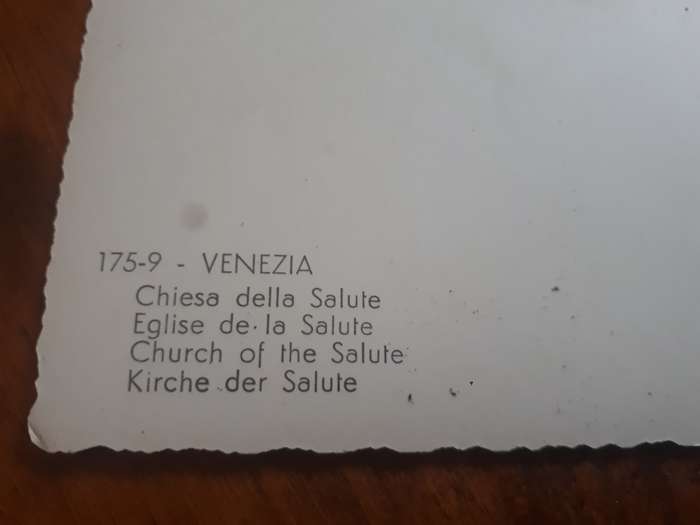 175-9 - VENEZIA
Chiesa della Salute
Eglise de la Salute
Church of the Salute
Kirche der Salute